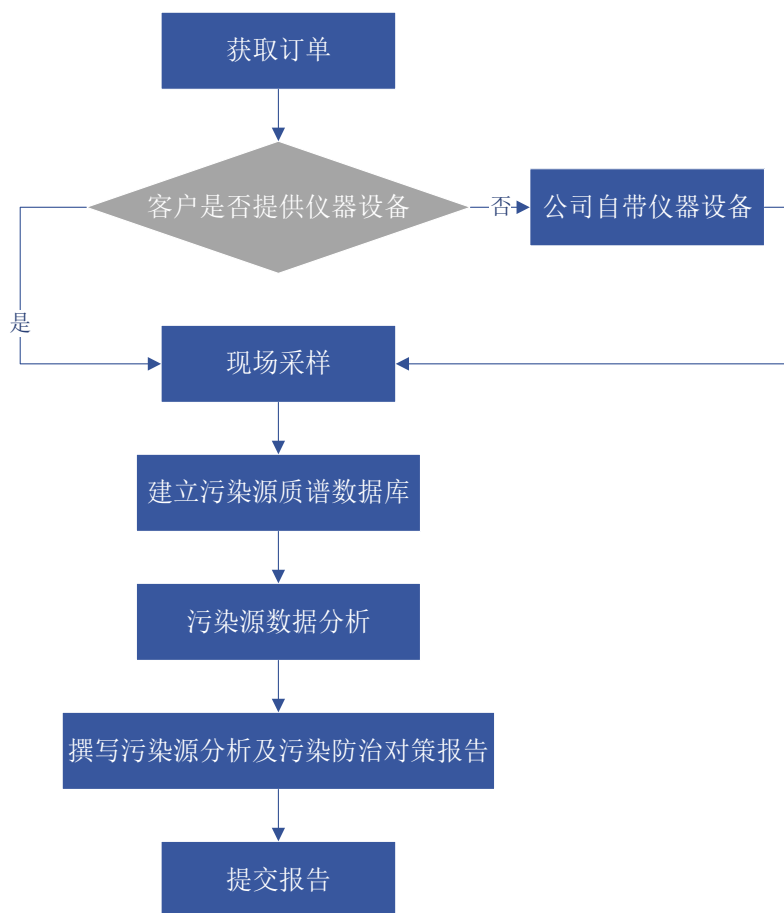 获取订单
客户是否提供仪器设备
否
公司自带仪器设备
是
现场采样
建立污染源质谱数据库
污染源数据分析
撰写污染源分析及污染防治对策报告
提交报告